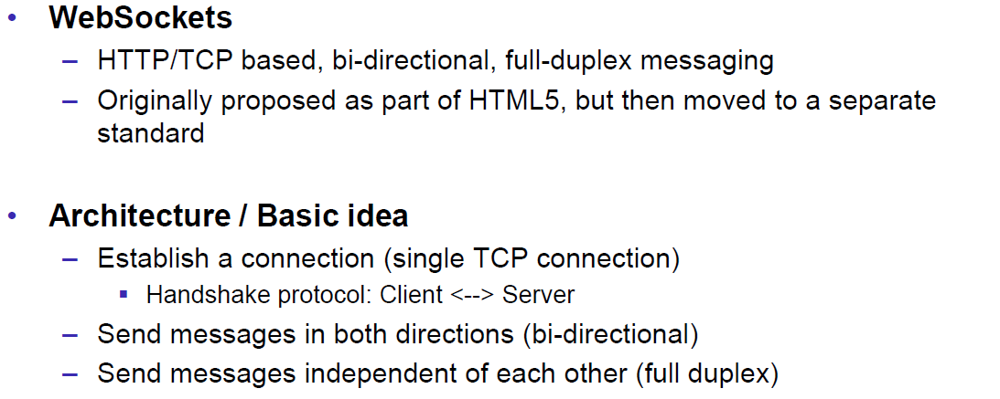 • WebSockets
– HTTP/TCP based, bi-directional, full-duplex messaging
– Originally proposed as part of HTML5, but then moved to a separate
standard
• Architecture / Basic idea
– Establish a connection (single TCP connection)
▪ Handshake protocol: Client <--> Server
– Send messages in both directions (bi-directional)
– Send messages independent of each other (full duplex)